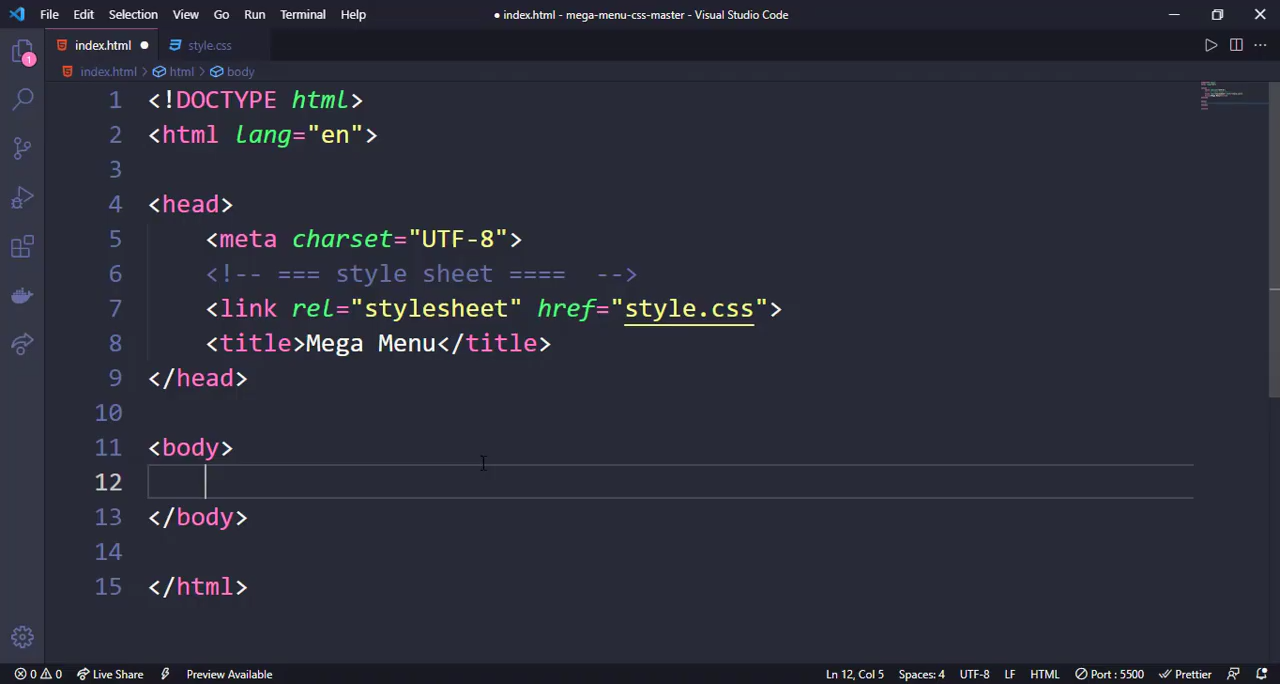 File Edit Selection View Go Run Terminal Help
● index.html - mega-menu-css-master - Visual Studio Code
index.html ● style.css
index.html > html > body
1 <!DOCTYPE html>
2 <html lang="en">
3
4 <head>
5 <meta charset="UTF-8">
6 <!-- === style sheet ==== -->
7 <link rel="stylesheet" href="style.css">
8 <title>Mega Menu</title>
9 </head>
10
11 <body>
12
13 </body>
14
15 </html>
1
0 0 Live Share Preview Available Ln 12, Col 5 Spaces: 4 UTF-8 LF HTML Port : 5500 Prettier